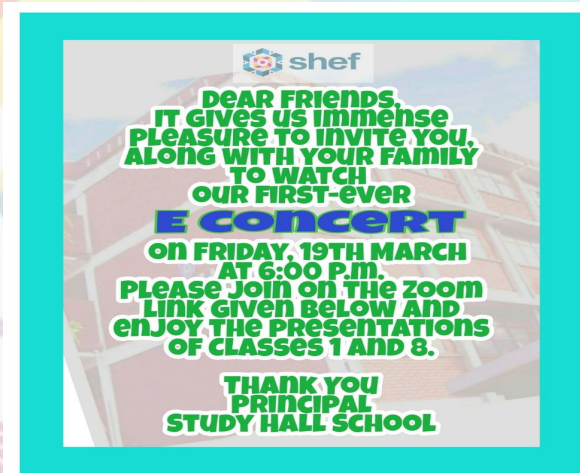 shef
DEAR FRIENDS,
IT GIVES US IMMENSE
PLEASURE TO INVITE YOU,
ALONG WITH YOUR FAMILY
TO WATCH
OUR FIRST-EVER
E CONCERT
ON FRIDAY, 19TH MARCH
AT 6:00 P.M.
PLEASE JOIN ON THE ZOOM
LINK GIVEN BELOW AND
ENJOY THE PRESENTATIONS
OF CLASSES 1 AND 8.
THANK YOU
PRINCIPAL
STUDY HALL SCHOOL